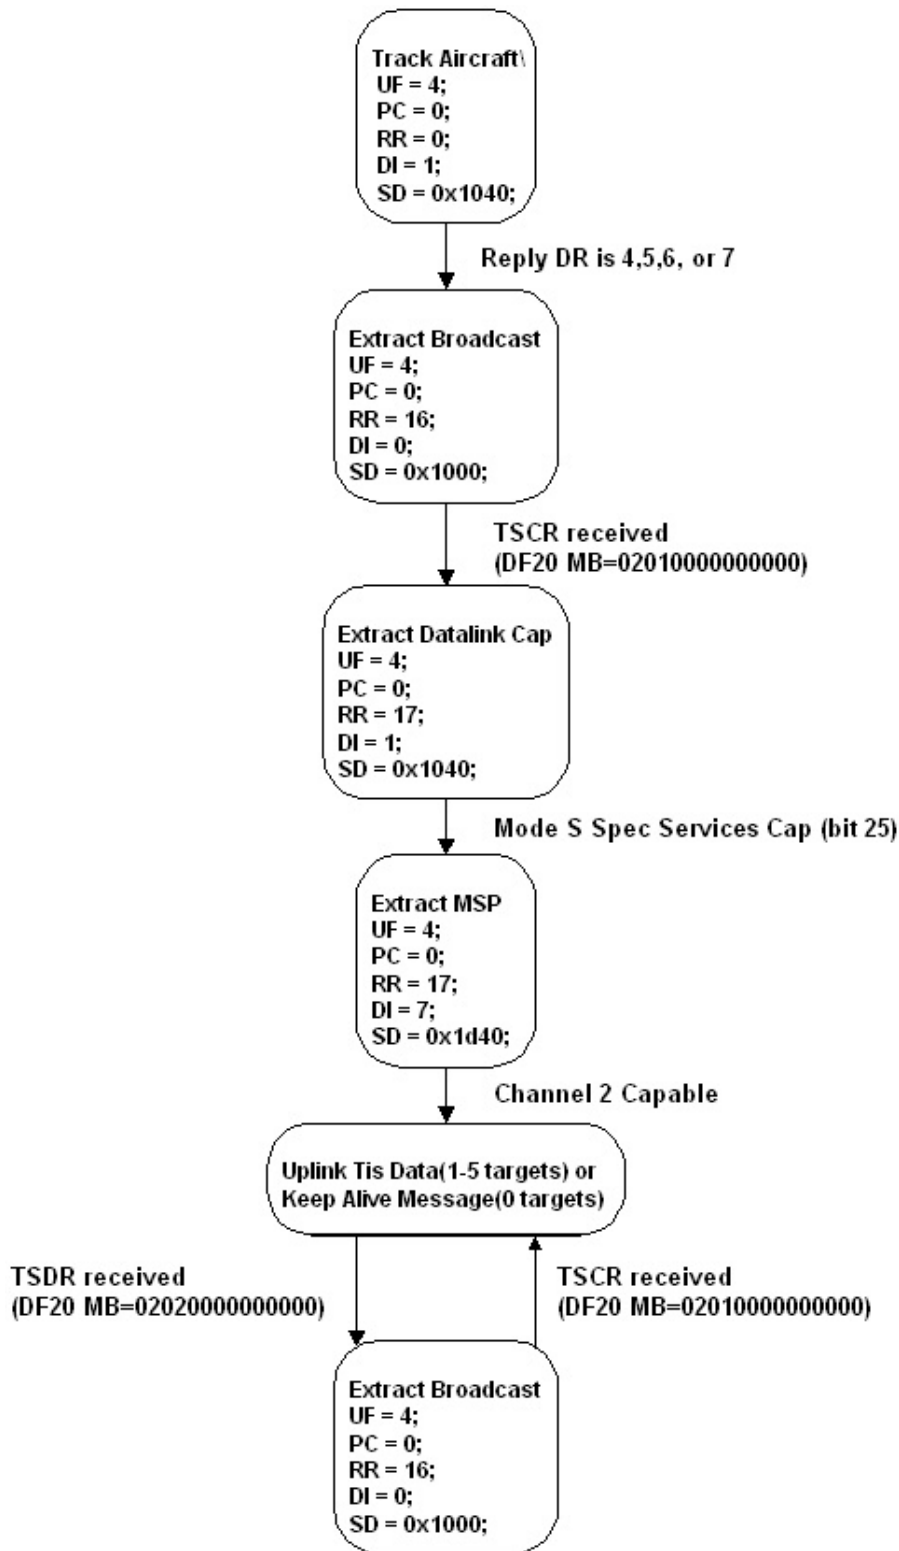 Track Aircraft\
UF = 4;
PC = 0;
RR = 0;
DI = 1;
SD = 0x1040;
Reply DR is 4,5,6, or 7
Extract Broadcast
UF = 4;
PC = 0;
RR = 16;
DI = 0;
SD = 0x1000;
TSCR received
(DF20 MB=02010000000000)
Extract Datalink Cap
UF = 4;
PC = 0;
RR = 17;
DI = 1;
SD = 0x1040;
Mode S Spec Services Cap (bit 25)
Extract MSP
UF = 4;
PC = 0;
RR = 17;
DI = 7;
SD = 0x1d40;
Channel 2 Capable
Uplink Tis Data(1-5 targets) or
Keep Alive Message(0 targets)
TSDR received
(DF20 MB=02020000000000)
TSCR received
(DF20 MB=02010000000000)
Extract Broadcast
UF = 4;
PC = 0;
RR = 16;
DI = 0;
SD = 0x1000;